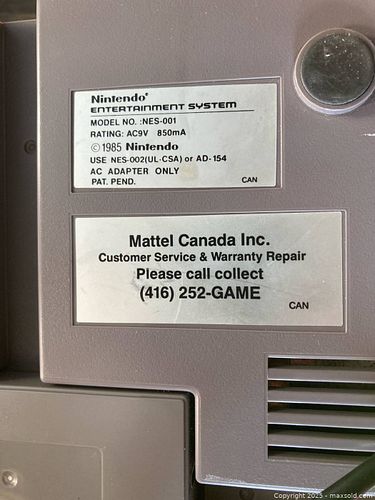 Nintendo®
ENTERTAINMENT SYSTEM
MODEL NO. :NES-001
RATING: AC9V 850mA
©1985 Nintendo
USE NES-002(UL·CSA) or AD-154
AC ADAPTER ONLY
PAT. PEND.
CAN
Mattel Canada Inc.
Customer Service & Warranty Repair
Please call collect
(416) 252-GAME
CAN
Copyright 2025 - maxsold.com